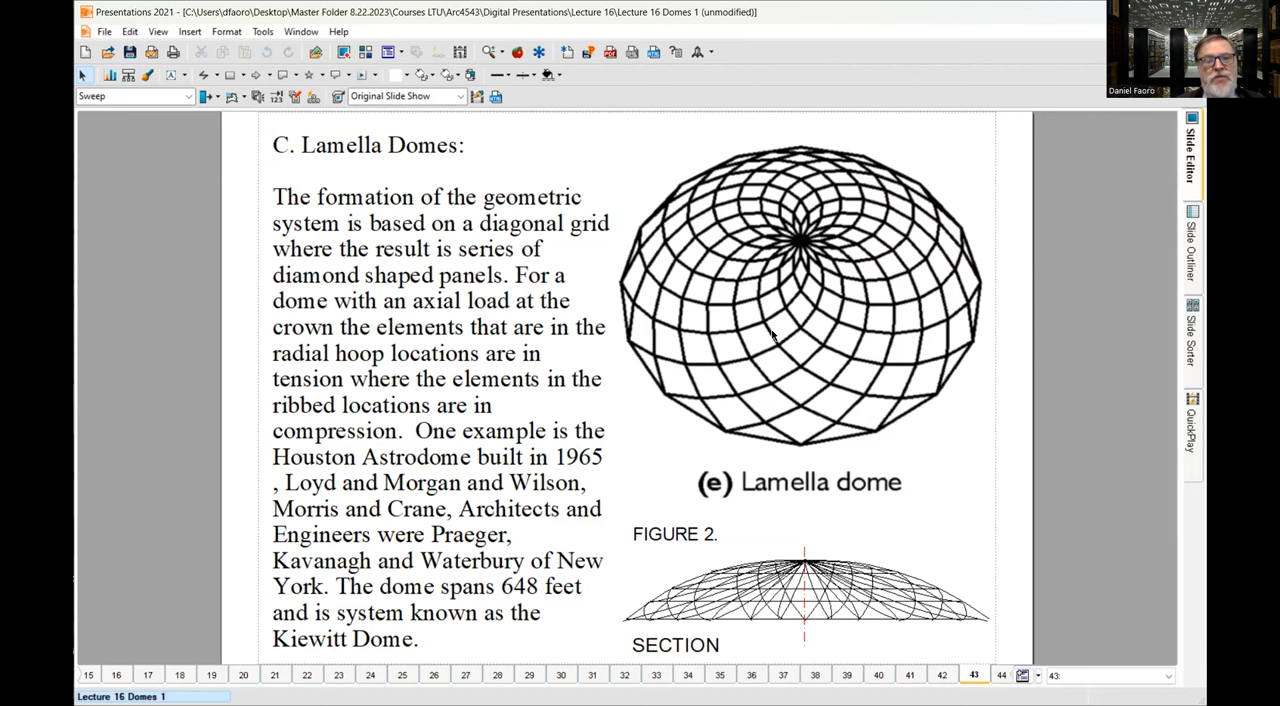 Presentations 2021 - [C:\Users\dfaoro\Desktop\Master Folder 8.22.2023\Courses LTU\Arc4543\Digital Presentations\Lecture 16\Lecture 16 Domes 1 (unmodified)]
File Edit View Insert Format Tools Window Help
Sweep
Original Slide Show
Daniel Faoro
C. Lamella Domes:
The formation of the geometric
system is based on a diagonal grid
where the result is series of
diamond shaped panels. For a
dome with an axial load at the
crown the elements that are in the
radial hoop locations are in
tension where the elements in the
ribbed locations are in
compression. One example is the
Houston Astrodome built in 1965
, Loyd and Morgan and Wilson,
Morris and Crane, Architects and
Engineers were Praeger,
Kavanagh and Waterbury of New
York. The dome spans 648 feet
and is system known as the
Kiewitt Dome.
(e) Lamella dome
FIGURE 2.
SECTION
Slide Editor
Slide Outliner
Slide Sorter
QuickPlay
15 16 17 18 19 20 21 22 23 24 25 26 27 28 29 30 31 32 33 34 35 36 37 38 39 40 41 42 43 44 43:
Lecture 16 Domes 1